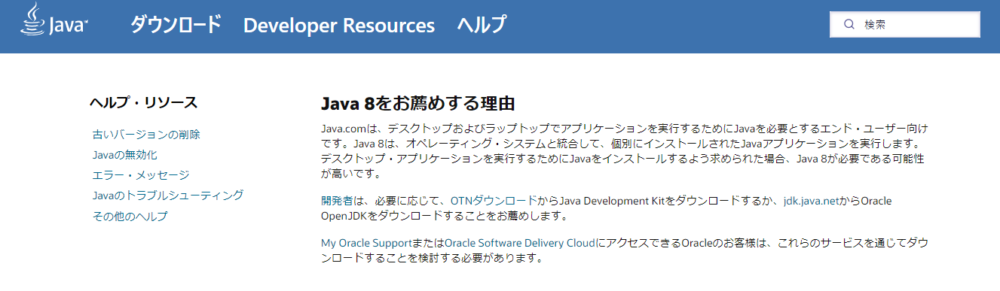 Java
ダウンロード
Developer Resources
ヘルプ
検索
ヘルプ・リソース
古いバージョンの削除
Javaの無効化
エラー・メッセージ
Javaのトラブルシューティング
その他のヘルプ
Java 8をお薦めする理由
Java.comは、デスクトップおよびラップトップでアプリケーションを実行するためにJavaを必要とするエンド・ユーザー向け
です。Java 8は、オペレーティング・システムと統合して、個別にインストールされたJavaアプリケーションを実行します。
デスクトップ・アプリケーションを実行するためにJavaをインストールするよう求められた場合、Java 8が必要である可能性
が高いです。
開発者は、必要に応じて、OTNダウンロードからJava Development Kitをダウンロードするか、jdk.java.netからOracle
OpenJDKをダウンロードすることをお薦めします。
My Oracle SupportまたはOracle Software Delivery CloudにアクセスできるOracleのお客様は、これらのサービスを通じてダウ
ンロードすることを検討する必要があります。